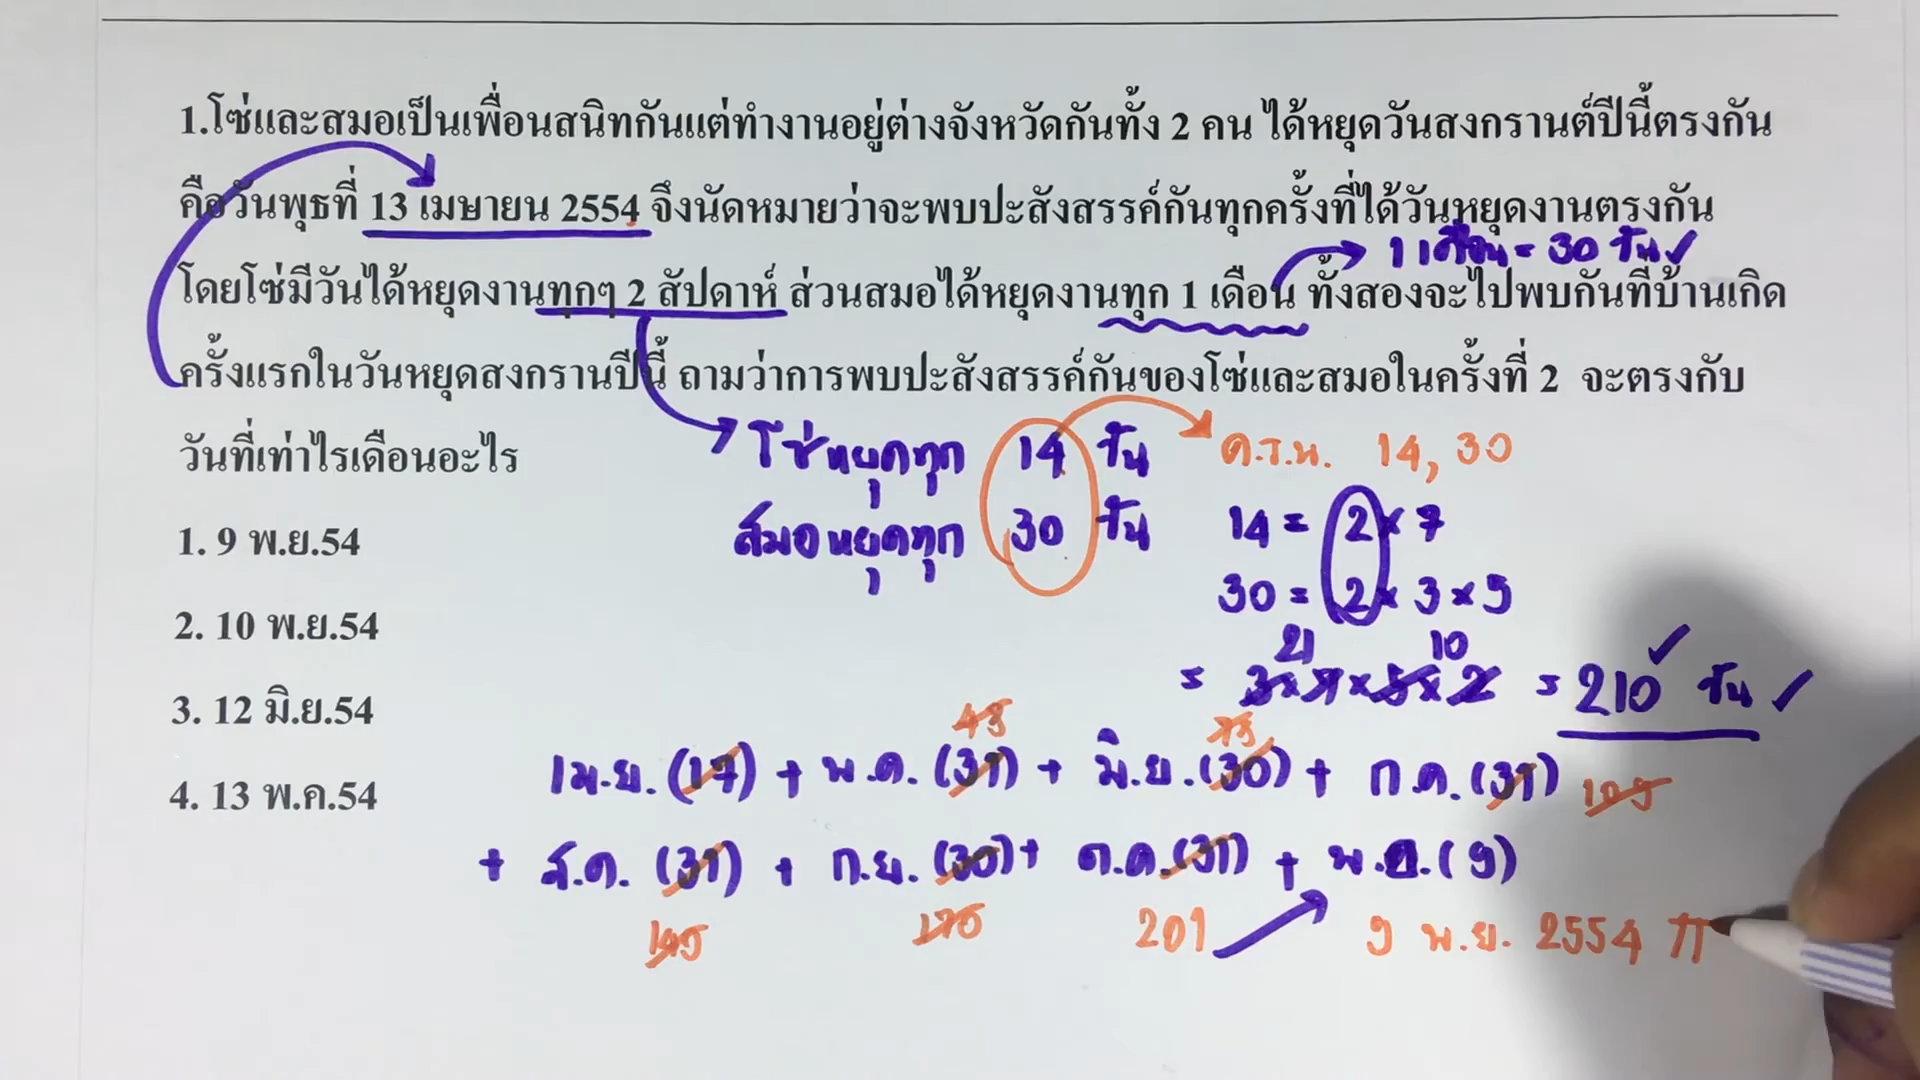 1.โซ่และสมอเป็นเพื่อนสนิทกันแต่ทำงานอยู่ต่างจังหวัดกันทั้ง 2 คน ได้หยุดวันสงกรานต์ปีนี้ตรงกัน
คือวันพุธที่ 13 เมษายน 2554 จึงนัดหมายว่าจะพบปะสังสรรค์กันทุกครั้งที่ได้วันหยุดงานตรงกัน
1 เดือน = 30 วัน
โดยโซ่มีวันได้หยุดงานทุกๆ 2 สัปดาห์ ส่วนสมอได้หยุดงานทุก 1 เดือน ทั้งสองจะไปพบกันที่บ้านเกิด
ครั้งแรกในวันหยุดสงกรานปีนี้ ถามว่าการพบปะสังสรรค์กันของโซ่และสมอในครั้งที่ 2 จะตรงกับ
วันที่เท่าไรเดือนอะไร
โซ่หยุดทุก 14 วัน ค.ร.น. 14, 30
1. 9 พ.ย.54
สมอหยุดทุก 30 วัน 14 = 2 × 7
30 = 2 × 3 × 5
2. 10 พ.ย.54
21 10
= 3×7×5×2 = 210 วัน
3. 12 มิ.ย.54
48
เม.ย. (17) + พ.ค. (31) + มิ.ย. (30) + ก.ค. (31) 109
4. 13 พ.ค.54
+ ส.ค. (31) + ก.ย. (30) + ต.ค. (31) + พ.ย. (9)
201 9 พ.ย. 2554